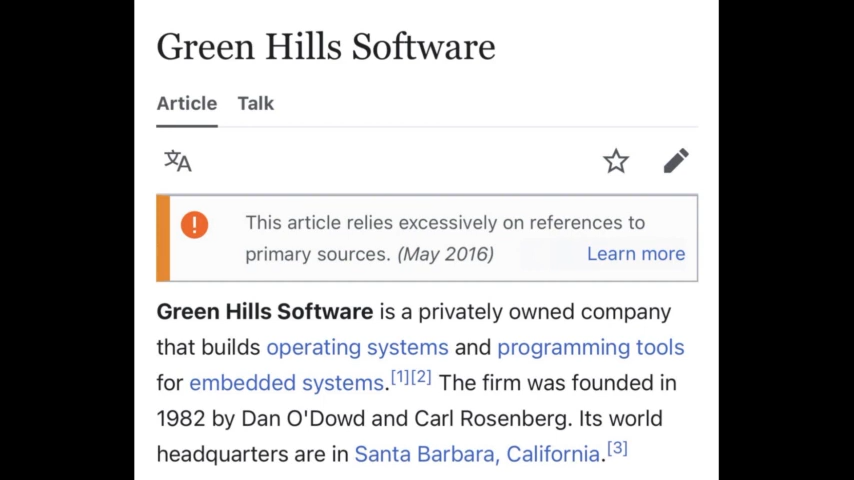 Green Hills Software
Article Talk
This article relies excessively on references to
primary sources. (May 2016) Learn more
Green Hills Software is a privately owned company
that builds operating systems and programming tools
for embedded systems.[1][2] The firm was founded in
1982 by Dan O'Dowd and Carl Rosenberg. Its world
headquarters are in Santa Barbara, California.[3]